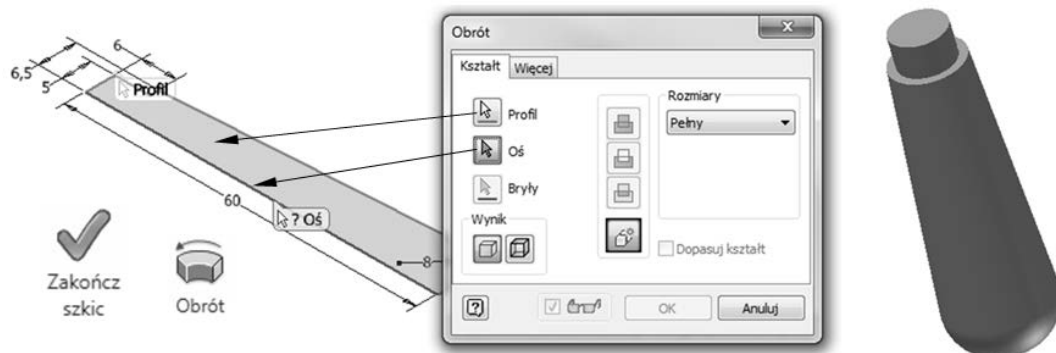 6
6,5
5
Profil
60
? Oś
8
Zakończ
szkic
Obrót
Obrót
x
Kształt
Więcej
Profil
Oś
Bryły
Wynik
Rozmiary
Pełny
Dopasuj kształt
?
OK
Anuluj